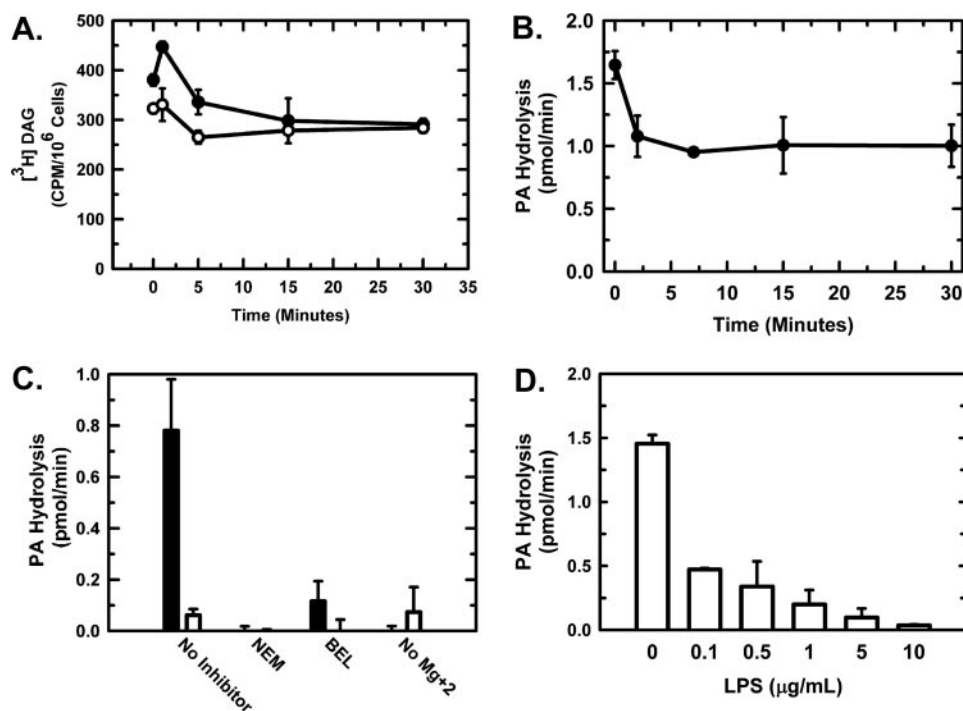 A.
500
400
300
200
100
0
[³H] DAG
(CPM/10⁶ Cells)
0 5 10 15 20 25 30 35
Time (Minutes)
B.
2.0
1.5
1.0
0.5
0.0
PA Hydrolysis
(pmol/min)
0 5 10 15 20 25 30
Time (Minutes)
C.
1.0
0.8
0.6
0.4
0.2
0.0
PA Hydrolysis
(pmol/min)
No Inhibitor
NEM
BEL
No Mg+2
D.
2.0
1.5
1.0
0.5
0.0
PA Hydrolysis
(pmol/min)
0 0.1 0.5 1 5 10
LPS (μg/mL)